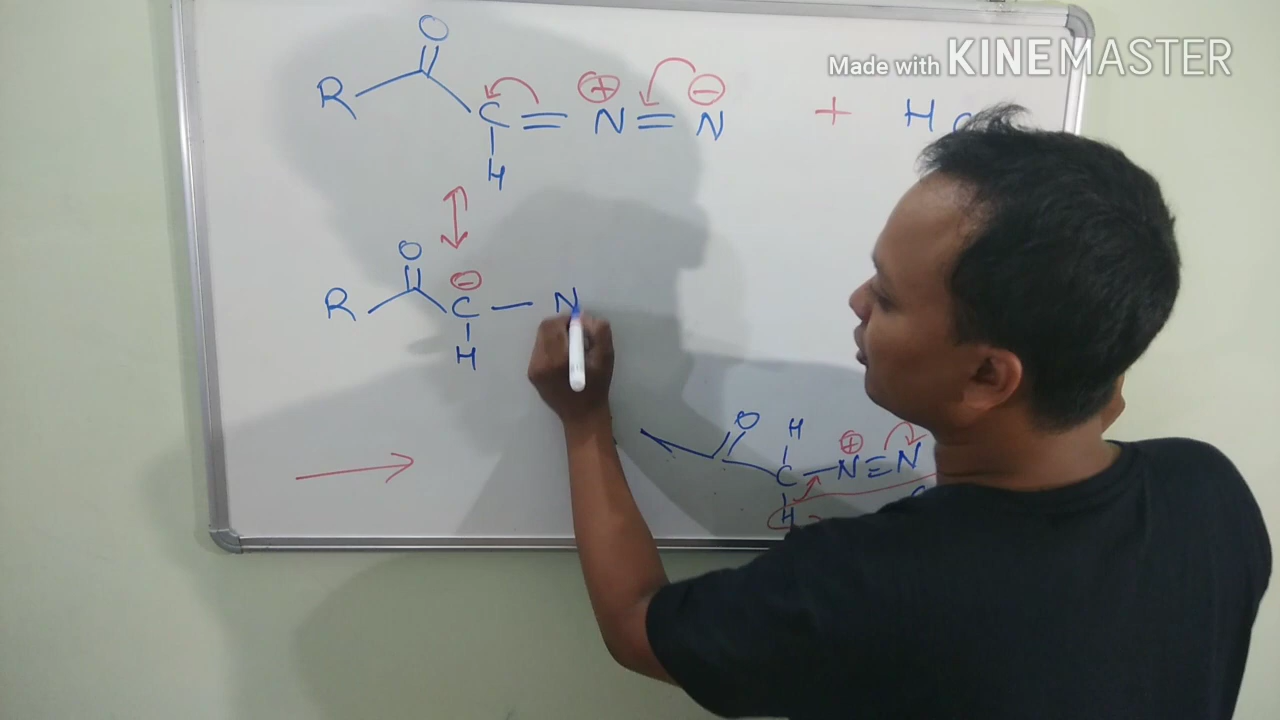 Made with KINEMASTER
O
R C = N = N + H
H
O
R C — N
H
O H
C — N ≡ N
H